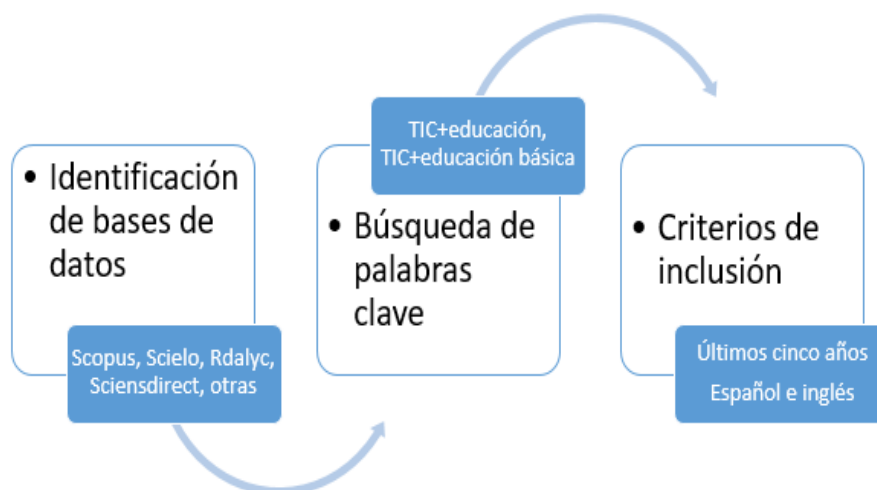 • Identificación
de bases de
datos
Scopus, Scielo, Rdalyc,
Sciensdirect, otras
TIC+educación,
TIC+educación básica
• Búsqueda de
palabras
clave
• Criterios de
inclusión
Últimos cinco años
Español e inglés